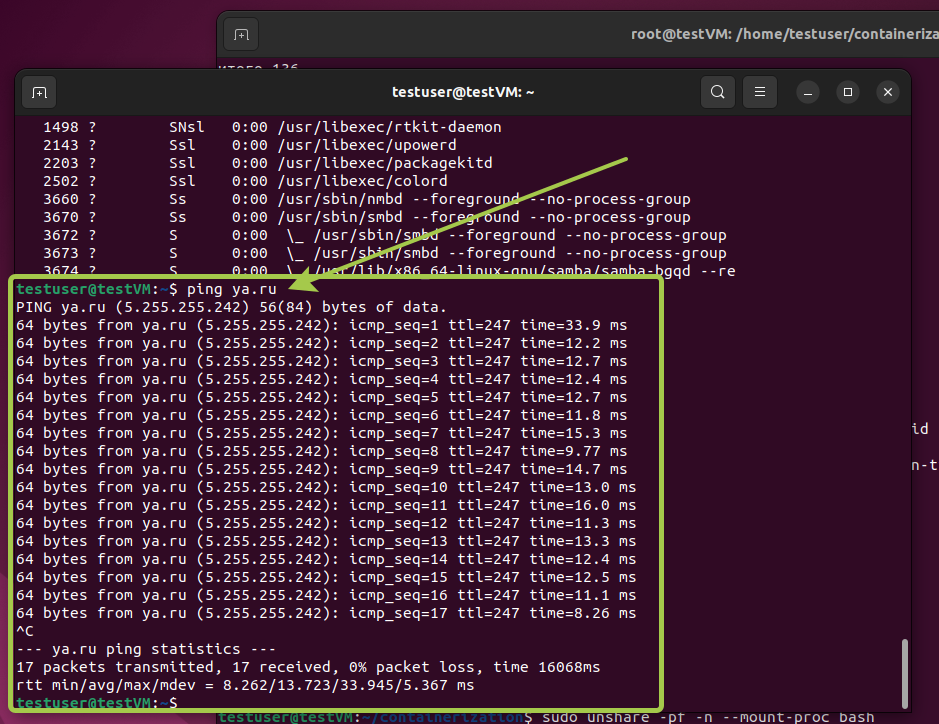 root@testVM: /home/testuser/containeriza
итого 136
testuser@testVM: ~
1498 ? SNsl 0:00 /usr/libexec/rtkit-daemon
2143 ? Ssl 0:00 /usr/libexec/upowerd
2203 ? Ssl 0:00 /usr/libexec/packagekitd
2502 ? Ssl 0:00 /usr/libexec/colord
3660 ? Ss 0:00 /usr/sbin/nmbd --foreground --no-process-group
3670 ? Ss 0:00 /usr/sbin/smbd --foreground --no-process-group
3672 ? S 0:00 \_ /usr/sbin/smbd --foreground --no-process-group
3673 ? S 0:00 \_ /usr/sbin/smbd --foreground --no-process-group
3674 ? S 0:00 \_ /usr/lib/x86_64-linux-gnu/samba/samba-bgqd --re
testuser@testVM:~$ ping ya.ru
PING ya.ru (5.255.255.242) 56(84) bytes of data.
64 bytes from ya.ru (5.255.255.242): icmp_seq=1 ttl=247 time=33.9 ms
64 bytes from ya.ru (5.255.255.242): icmp_seq=2 ttl=247 time=12.2 ms
64 bytes from ya.ru (5.255.255.242): icmp_seq=3 ttl=247 time=12.7 ms
64 bytes from ya.ru (5.255.255.242): icmp_seq=4 ttl=247 time=12.4 ms
64 bytes from ya.ru (5.255.255.242): icmp_seq=5 ttl=247 time=12.7 ms
64 bytes from ya.ru (5.255.255.242): icmp_seq=6 ttl=247 time=11.8 ms
64 bytes from ya.ru (5.255.255.242): icmp_seq=7 ttl=247 time=15.3 ms
64 bytes from ya.ru (5.255.255.242): icmp_seq=8 ttl=247 time=9.77 ms
64 bytes from ya.ru (5.255.255.242): icmp_seq=9 ttl=247 time=14.7 ms
64 bytes from ya.ru (5.255.255.242): icmp_seq=10 ttl=247 time=13.0 ms
64 bytes from ya.ru (5.255.255.242): icmp_seq=11 ttl=247 time=16.0 ms
64 bytes from ya.ru (5.255.255.242): icmp_seq=12 ttl=247 time=11.3 ms
64 bytes from ya.ru (5.255.255.242): icmp_seq=13 ttl=247 time=13.3 ms
64 bytes from ya.ru (5.255.255.242): icmp_seq=14 ttl=247 time=12.4 ms
64 bytes from ya.ru (5.255.255.242): icmp_seq=15 ttl=247 time=12.5 ms
64 bytes from ya.ru (5.255.255.242): icmp_seq=16 ttl=247 time=11.1 ms
64 bytes from ya.ru (5.255.255.242): icmp_seq=17 ttl=247 time=8.26 ms
^C
--- ya.ru ping statistics ---
17 packets transmitted, 17 received, 0% packet loss, time 16068ms
rtt min/avg/max/mdev = 8.262/13.723/33.945/5.367 ms
testuser@testVM:~$
id
n-t
testuser@testVM:~/containerization$ sudo unshare -pf -n --mount-proc bash